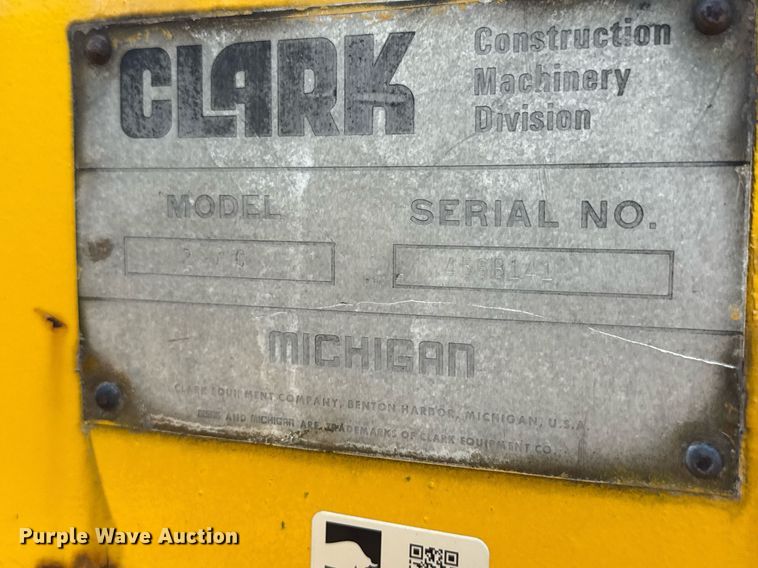 CLARK
Construction
Machinery
Division
MODEL SERIAL NO.
MICHIGAN
CLARK EQUIPMENT COMPANY, BENTON HARBOR, MICHIGAN, U.S.A.
AND MICHIGAN ARE TRADEMARKS OF CLARK EQUIPMENT CO.
Purple Wave Auction